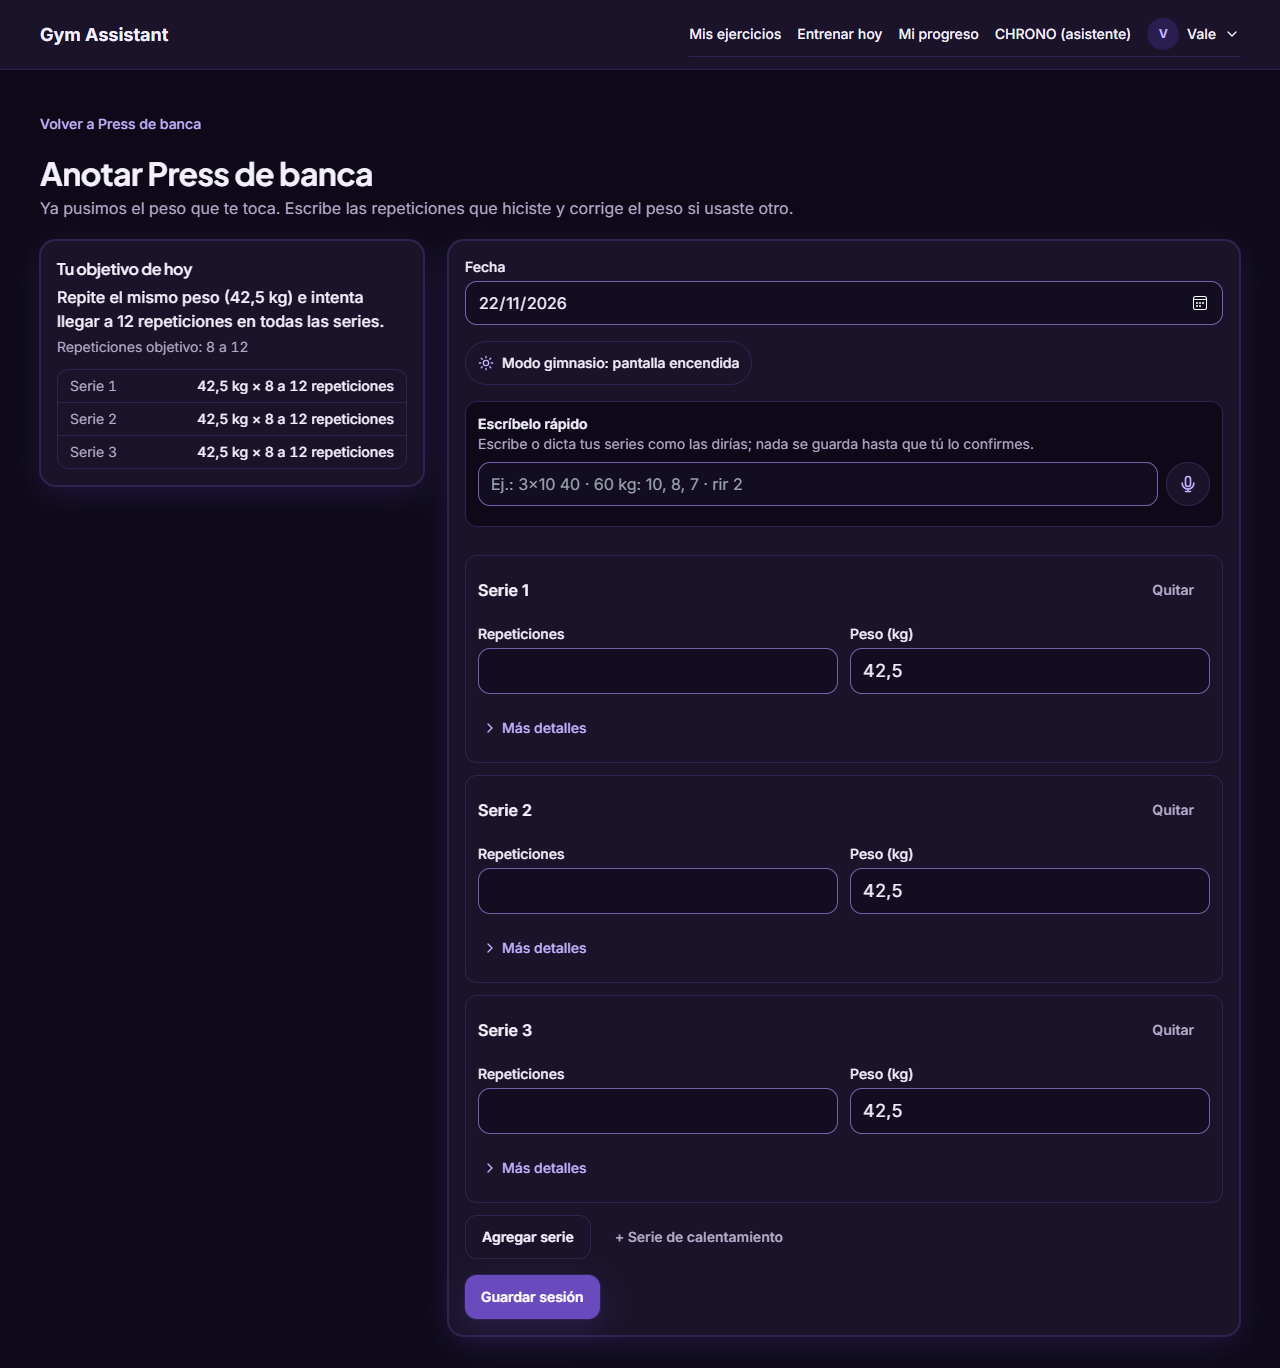 Gym Assistant
Mis ejercicios
Entrenar hoy
Mi progreso
CHRONO (asistente)
V
Vale
Volver a Press de banca
Anotar Press de banca
Ya pusimos el peso que te toca. Escribe las repeticiones que hiciste y corrige el peso si usaste otro.
Tu objetivo de hoy
Repite el mismo peso (42,5 kg) e intenta
llegar a 12 repeticiones en todas las series.
Repeticiones objetivo: 8 a 12
Serie 1 42,5 kg × 8 a 12 repeticiones
Serie 2 42,5 kg × 8 a 12 repeticiones
Serie 3 42,5 kg × 8 a 12 repeticiones
Fecha
22/11/2026
Modo gimnasio: pantalla encendida
Escríbelo rápido
Escribe o dicta tus series como las dirías; nada se guarda hasta que tú lo confirmes.
Ej.: 3×10 40 · 60 kg: 10, 8, 7 · rir 2
Serie 1 Quitar
Repeticiones Peso (kg)
42,5
Más detalles
Serie 2 Quitar
Repeticiones Peso (kg)
42,5
Más detalles
Serie 3 Quitar
Repeticiones Peso (kg)
42,5
Más detalles
Agregar serie + Serie de calentamiento
Guardar sesión